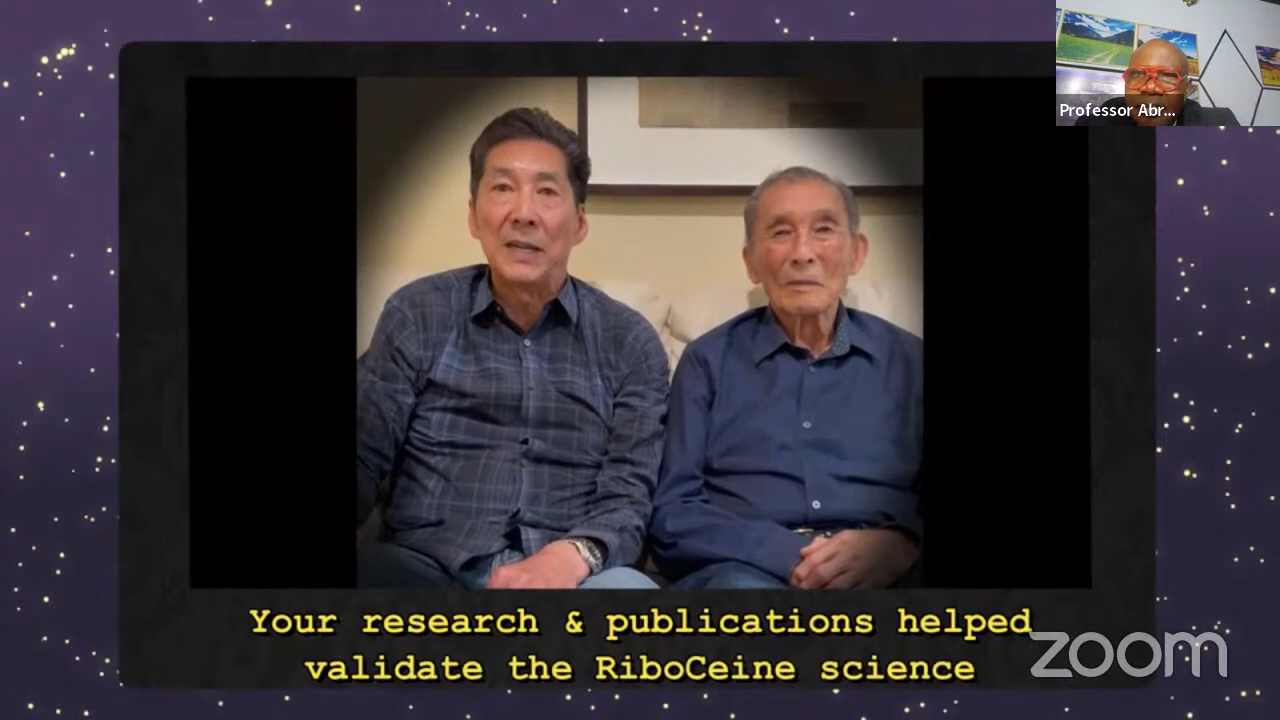 Professor Abr...
Your research & publications helped
validate the RiboCeine science
zoom